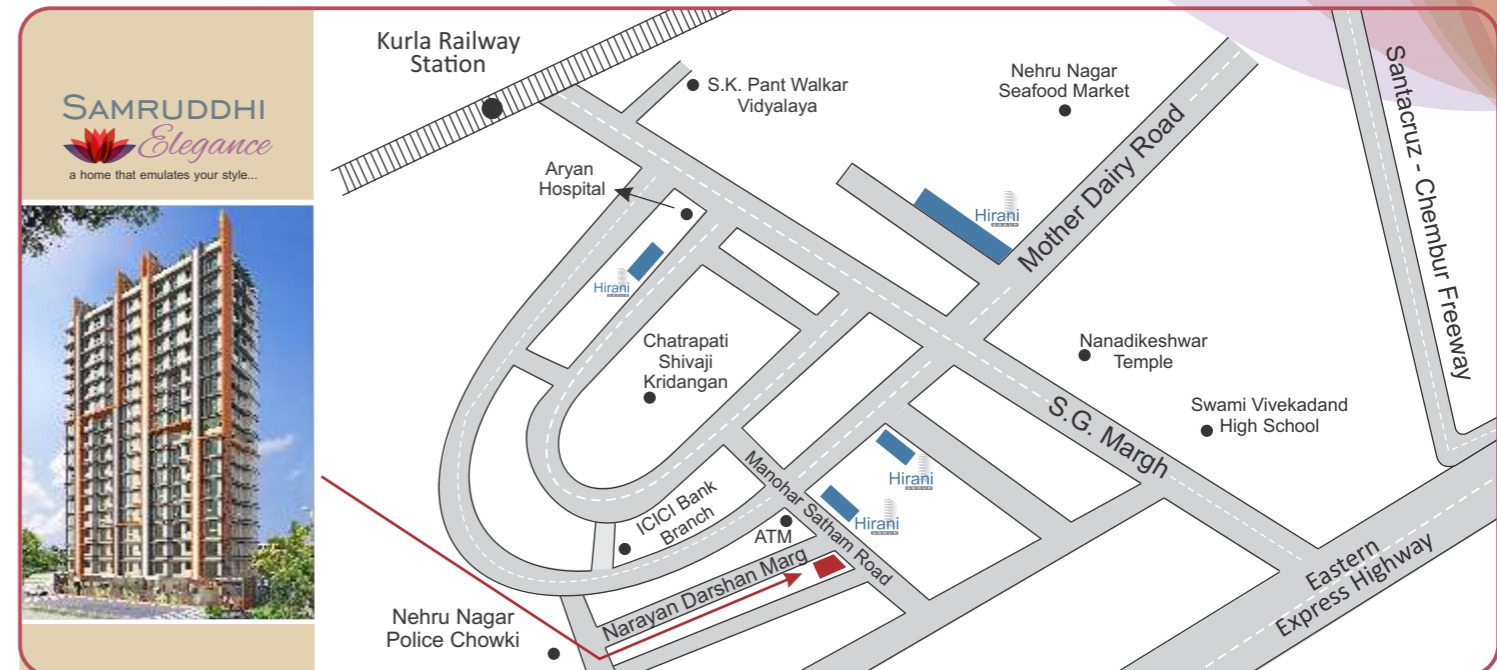 SAMRUDDHI
Elegance
a home that emulates your style...
Kurla Railway
Station
S.K. Pant Walkar
Vidyalaya
Nehru Nagar
Seafood Market
Aryan
Hospital
Hirani
Mother Dairy Road
Santacruz - Chembur Freeway
Hirani
Chatrapati
Shivaji
Kridangan
Nanadikeshwar
Temple
S.G. Margh
Swami Vivekadand
High School
Manohar Satham Road
Hirani
GROUP
Hirani
GROUP
ICICI Bank
Branch
ATM
Narayan Darshan Marg
Eastern
Express Highway
Nehru Nagar
Police Chowki